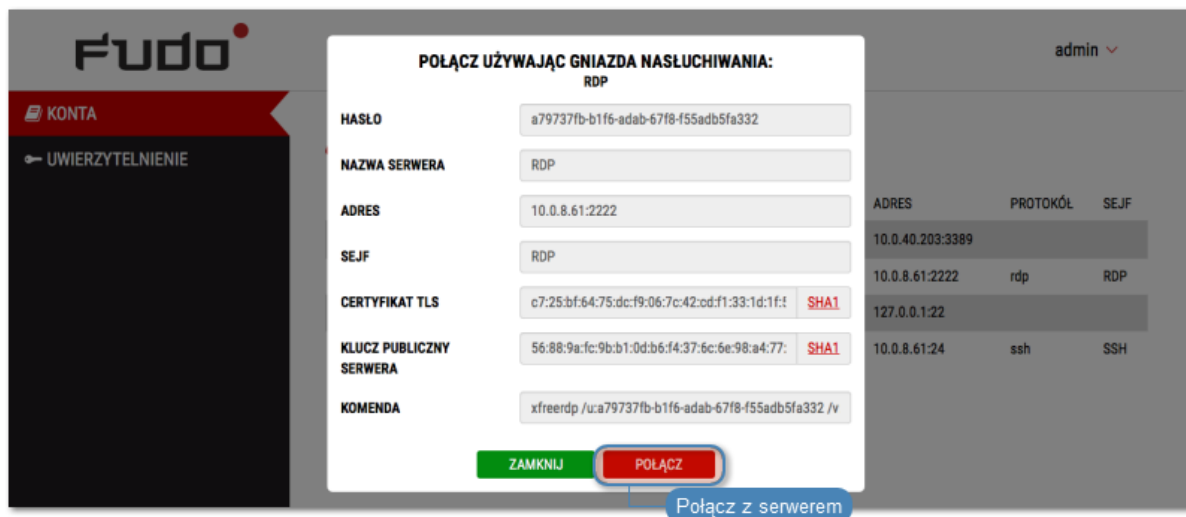 Fudo
admin
KONTA
UWIERZYTELNIENIE
POŁĄCZ UŻYWAJĄC GNIAZDA NASŁUCHIWANIA:
RDP
HASŁO a79737fb-b1f6-adab-67f8-f55adb5fa332
NAZWA SERWERA RDP
ADRES 10.0.8.61:2222
SEJF RDP
CERTYFIKAT TLS c7:25:bf:64:75:dc:f9:06:7c:42:cd:f1:33:1d:1f: SHA1
KLUCZ PUBLICZNY 56:88:9a:fc:9b:b1:0d:b6:f4:37:6c:6e:98:a4:77: SHA1
SERWERA
KOMENDA xfreerdp /u:a79737fb-b1f6-adab-67f8-f55adb5fa332 /v
ZAMKNIJ POŁĄCZ
Połącz z serwerem
ADRES PROTOKÓŁ SEJF
10.0.40.203:3389
10.0.8.61:2222 rdp RDP
127.0.0.1:22
10.0.8.61:24 ssh SSH